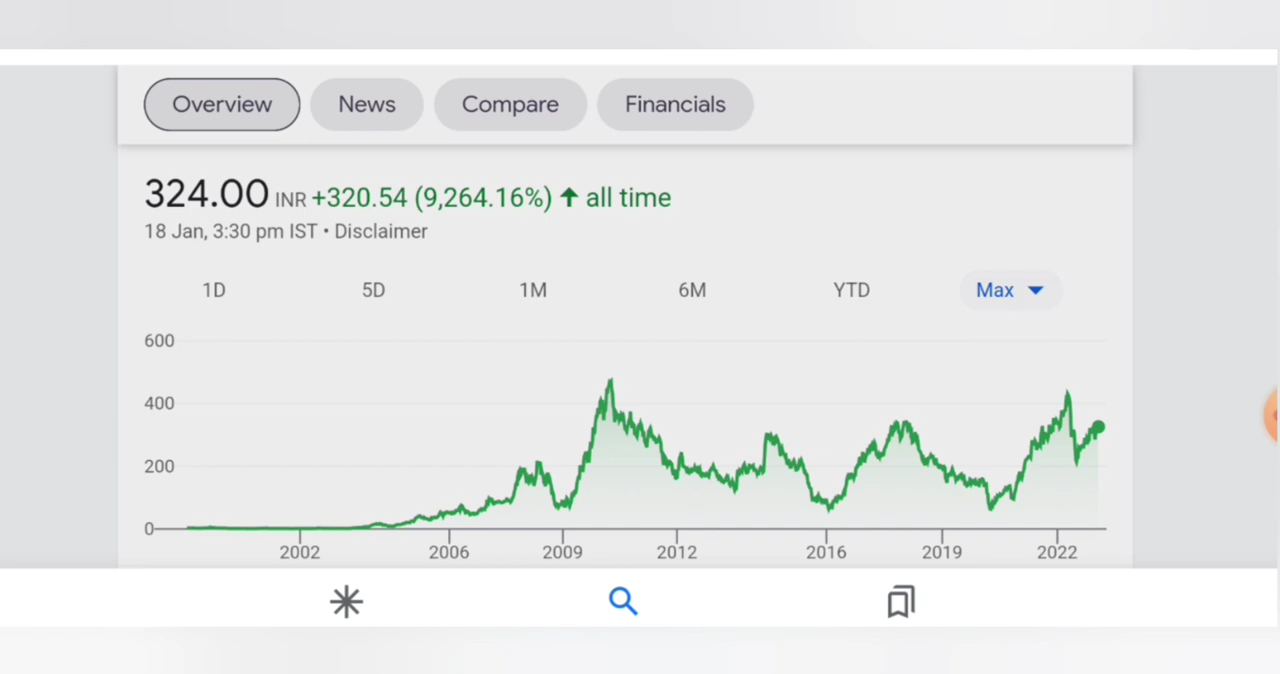 Overview News Compare Financials
324.00 INR +320.54 (9,264.16%) ↑ all time
18 Jan, 3:30 pm IST • Disclaimer
1D 5D 1M 6M YTD Max
600
400
200
0
2002 2006 2009 2012 2016 2019 2022